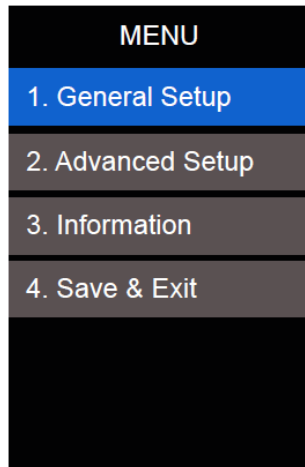 MENU
1. General Setup
2. Advanced Setup
3. Information
4. Save & Exit